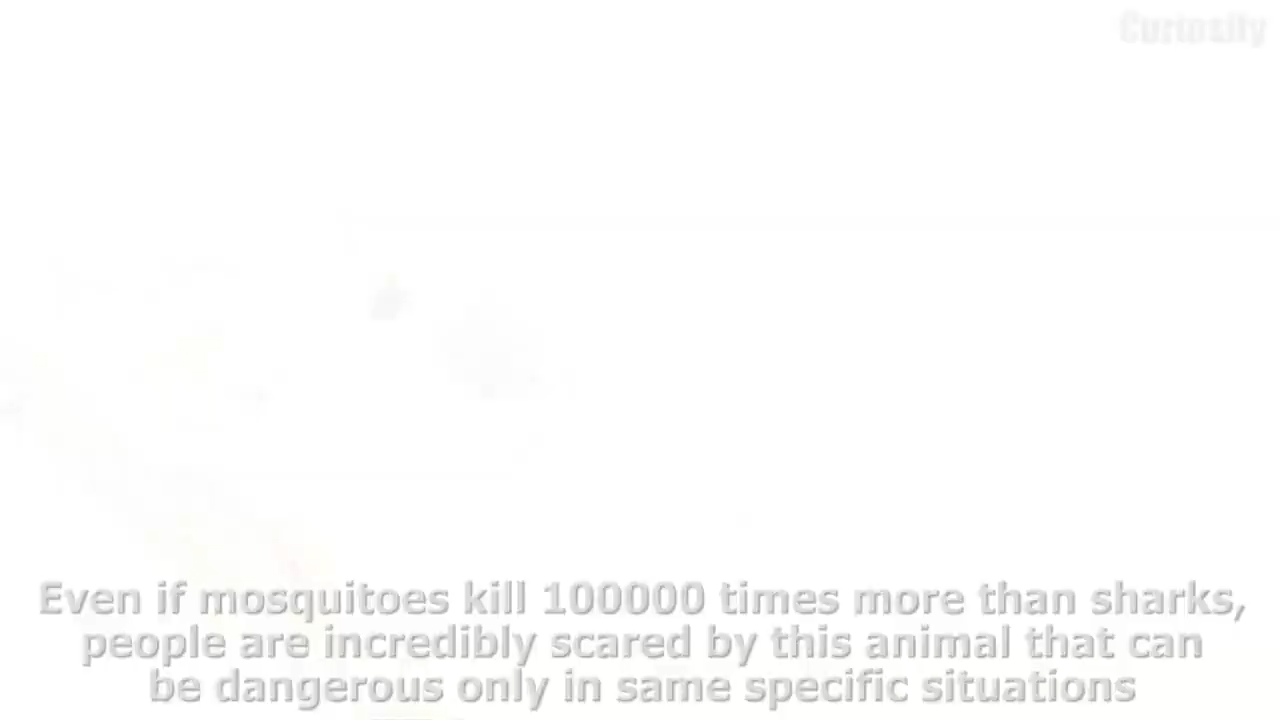 Curiosity
Even if mosquitoes kill 100000 times more than sharks,
people are incredibly scared by this animal that can
be dangerous only in same specific situations